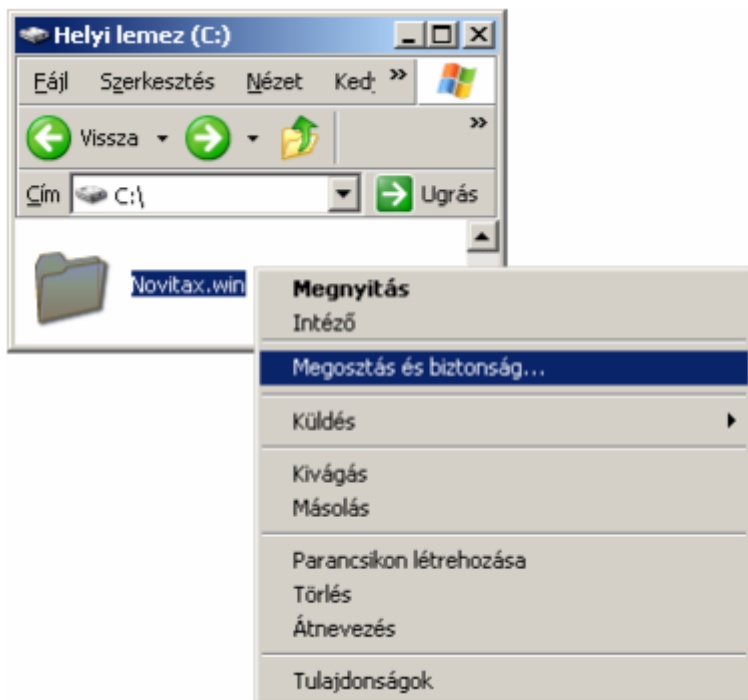 Helyi lemez (C:)
Fájl Szerkesztés Nézet Ked »
Vissza »
Cím C:\ Ugrás
Novitax.win
Megnyitás
Intéző
Megosztás és biztonság...
Küldés
Kivágás
Másolás
Parancsikon létrehozása
Törlés
Átnevezés
Tulajdonságok